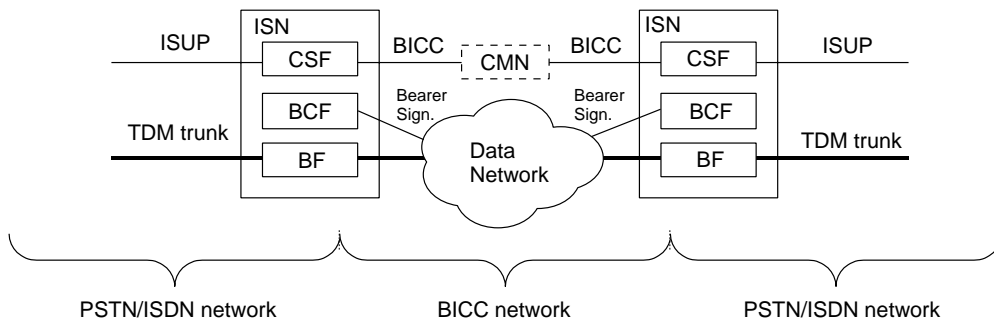 ISN
ISN
ISUP
BICC
BICC
ISUP
CSF
CMN
CSF
Bearer
Sign.
Bearer
Sign.
BCF
BCF
TDM trunk
TDM trunk
BF
Data
Network
BF
PSTN/ISDN network
BICC network
PSTN/ISDN network